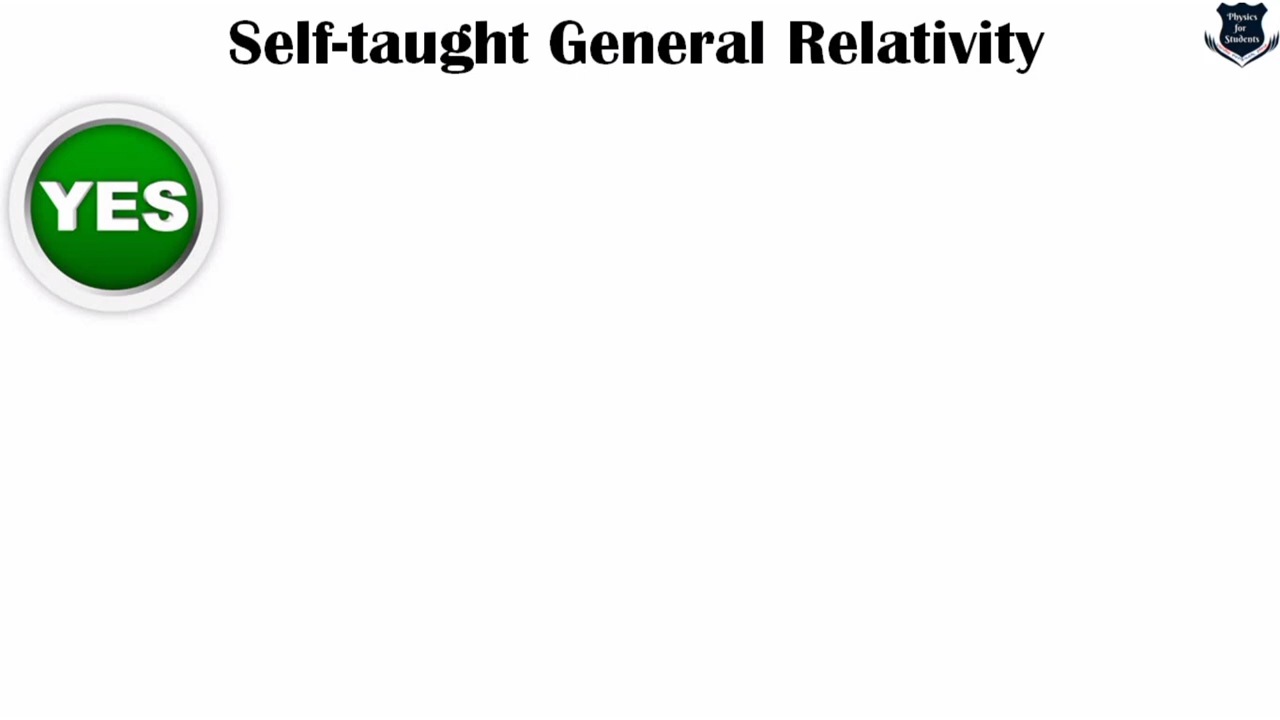 Self-taught General Relativity
Physics
for
Students
YES